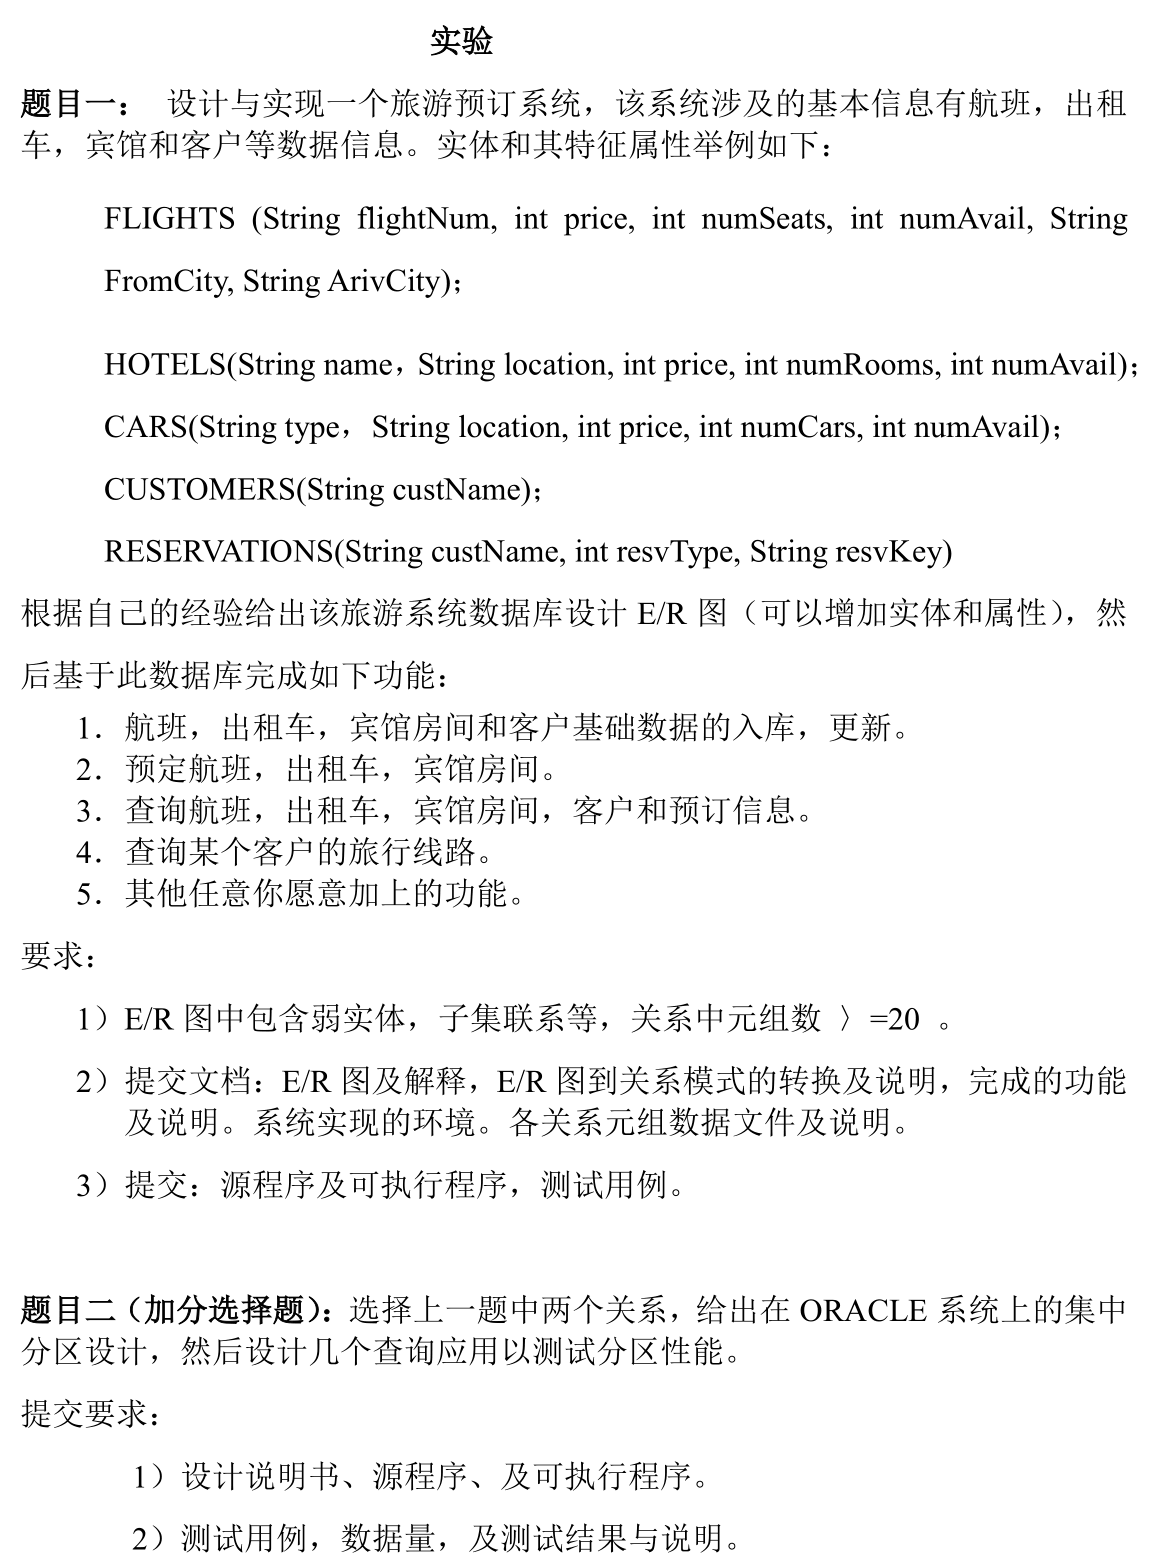 实验
题目一： 设计与实现一个旅游预订系统，该系统涉及的基本信息有航班，出租
车，宾馆和客户等数据信息。实体和其特征属性举例如下：
FLIGHTS (String flightNum, int price, int numSeats, int numAvail, String
FromCity, String ArivCity)；
HOTELS(String name，String location, int price, int numRooms, int numAvail)；
CARS(String type，String location, int price, int numCars, int numAvail)；
CUSTOMERS(String custName)；
RESERVATIONS(String custName, int resvType, String resvKey)
根据自己的经验给出该旅游系统数据库设计 E/R 图（可以增加实体和属性），然
后基于此数据库完成如下功能：
1．航班，出租车，宾馆房间和客户基础数据的入库，更新。
2．预定航班，出租车，宾馆房间。
3．查询航班，出租车，宾馆房间，客户和预订信息。
4．查询某个客户的旅行线路。
5．其他任意你愿意加上的功能。
要求：
1）E/R 图中包含弱实体，子集联系等，关系中元组数 〉=20 。
2）提交文档：E/R 图及解释，E/R 图到关系模式的转换及说明，完成的功能
及说明。系统实现的环境。各关系元组数据文件及说明。
3）提交：源程序及可执行程序，测试用例。
题目二（加分选择题）：选择上一题中两个关系，给出在 ORACLE 系统上的集中
分区设计，然后设计几个查询应用以测试分区性能。
提交要求：
1）设计说明书、源程序、及可执行程序。
2）测试用例，数据量，及测试结果与说明。